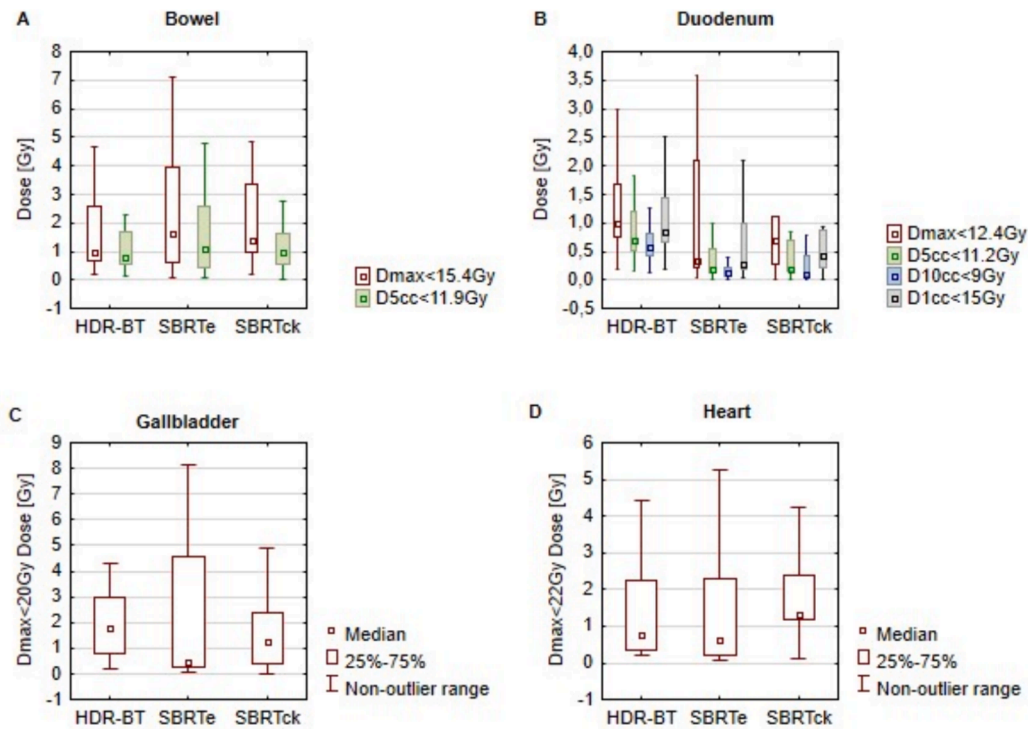 A
Bowel
8
7
6
5
4
3
2
1
0
-1
Dose [Gy]
HDR-BT SBRTe SBRTck
Dmax<15.4Gy
D5cc<11.9Gy
B
Duodenum
4,0
3,5
3,0
2,5
2,0
1,5
1,0
0,5
0,0
-0,5
Dose [Gy]
HDR-BT SBRTe SBRTck
Dmax<12.4Gy
D5cc<11.2Gy
D10cc<9Gy
D1cc<15Gy
C
Gallbladder
9
8
7
6
5
4
3
2
1
0
-1
Dmax<20Gy Dose [Gy]
HDR-BT SBRTe SBRTck
Median
25%-75%
Non-outlier range
D
Heart
6
5
4
3
2
1
0
-1
Dmax<22Gy Dose [Gy]
HDR-BT SBRTe SBRTck
Median
25%-75%
Non-outlier range